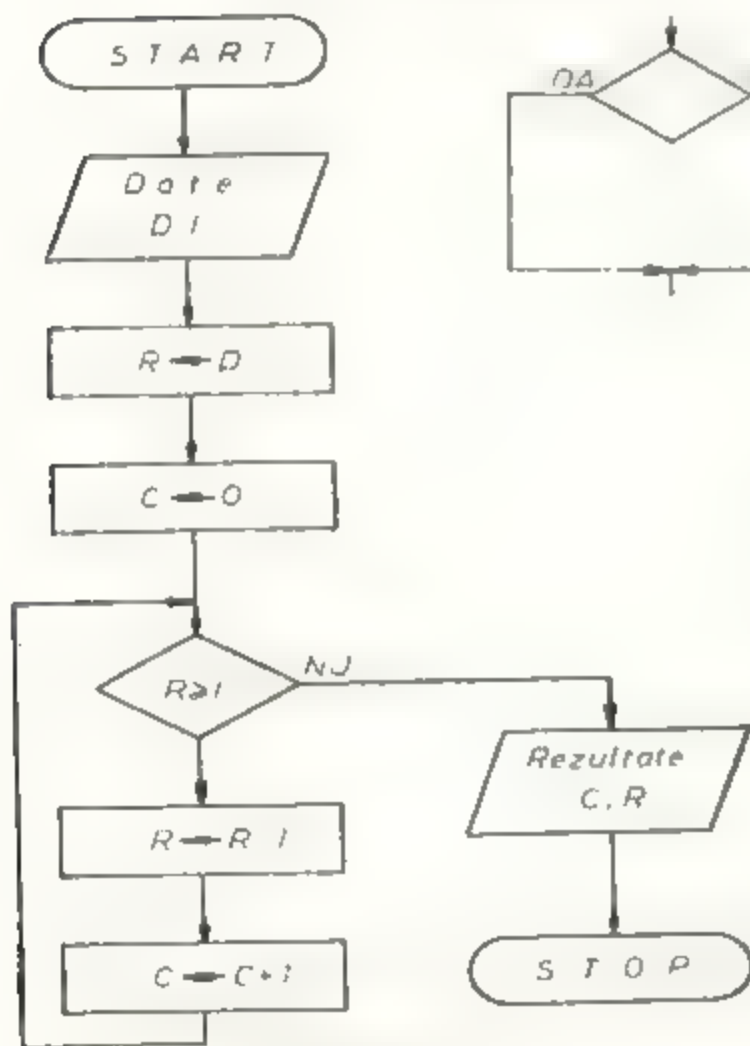 START
Date
D I
R ← D
C ← 0
R ≥ I
NU
R ← R I
C ← C + 1
Rezultate
C, R
STOP
DA